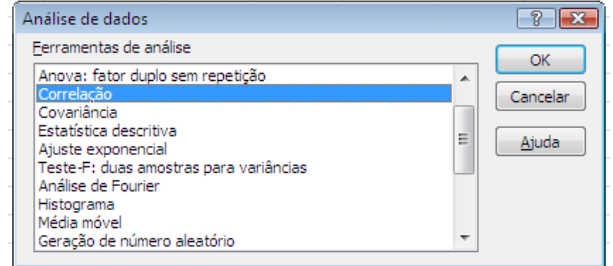 Análise de dados
Ferramentas de análise
Anova: fator duplo sem repetição
Correlação
Covariância
Estatística descritiva
Ajuste exponencial
Teste-F: duas amostras para variâncias
Análise de Fourier
Histograma
Média móvel
Geração de número aleatório
OK
Cancelar
Ajuda